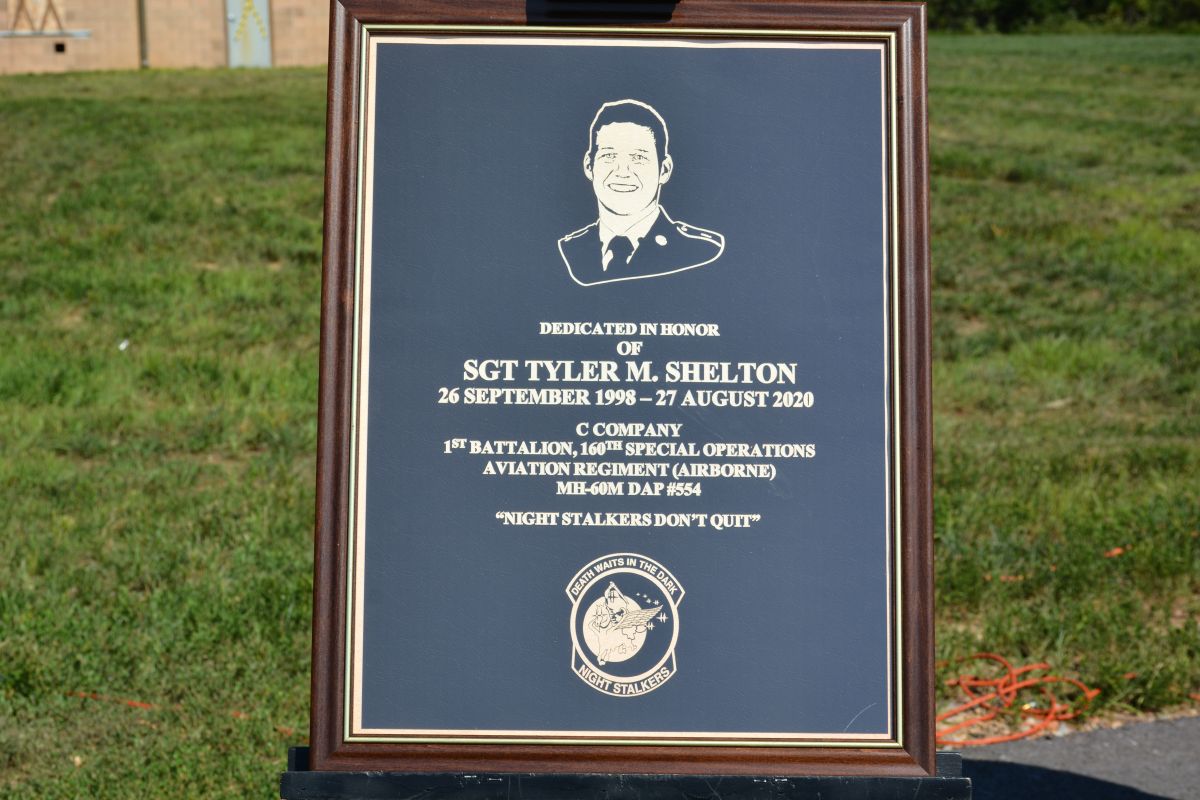 DEDICATED IN HONOR
OF
SGT TYLER M. SHELTON
26 SEPTEMBER 1998 – 27 AUGUST 2020
C COMPANY
1ST BATTALION, 160TH SPECIAL OPERATIONS
AVIATION REGIMENT (AIRBORNE)
MH-60M DAP #554
“NIGHT STALKERS DON’T QUIT”
DEATH WAITS IN THE DARK
NIGHT STALKERS